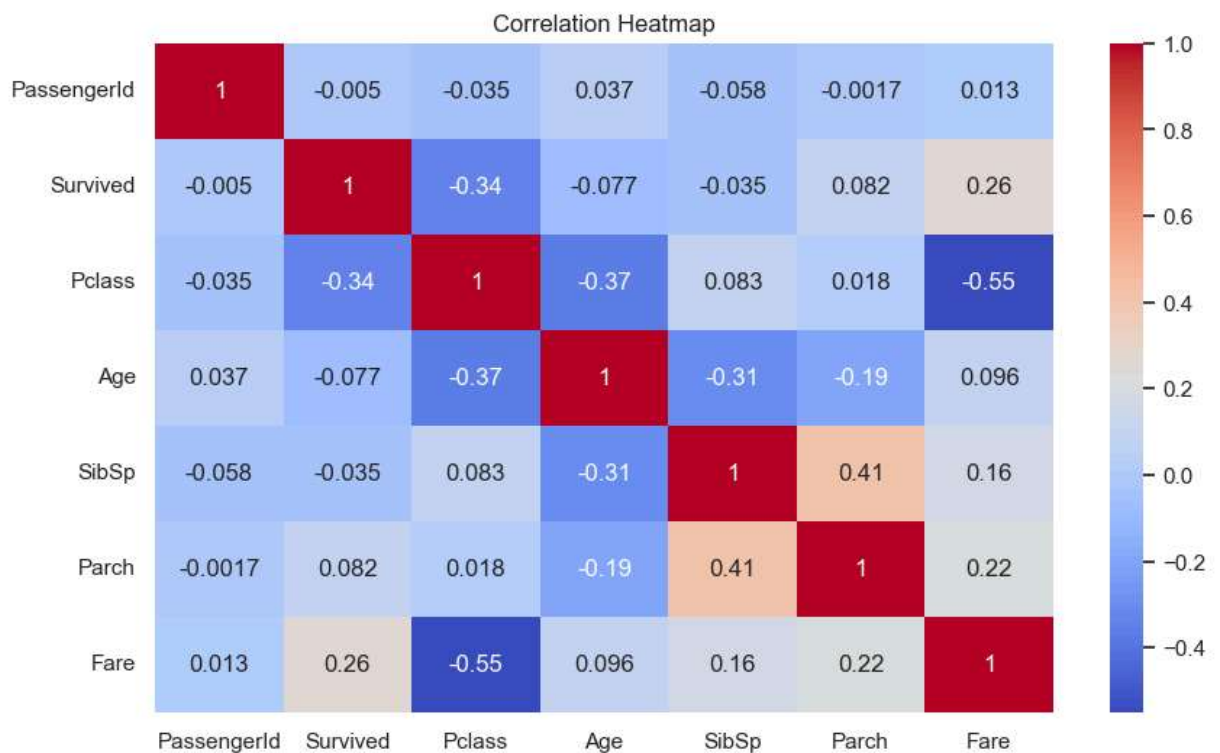 Correlation Heatmap
PassengerId 1 -0.005 -0.035 0.037 -0.058 -0.0017 0.013
Survived -0.005 1 -0.34 -0.077 -0.035 0.082 0.26
Pclass -0.035 -0.34 1 -0.37 0.083 0.018 -0.55
Age 0.037 -0.077 -0.37 1 -0.31 -0.19 0.096
SibSp -0.058 -0.035 0.083 -0.31 1 0.41 0.16
Parch -0.0017 0.082 0.018 -0.19 0.41 1 0.22
Fare 0.013 0.26 -0.55 0.096 0.16 0.22 1
PassengerId Survived Pclass Age SibSp Parch Fare
1.0
0.8
0.6
0.4
0.2
0.0
−0.2
−0.4